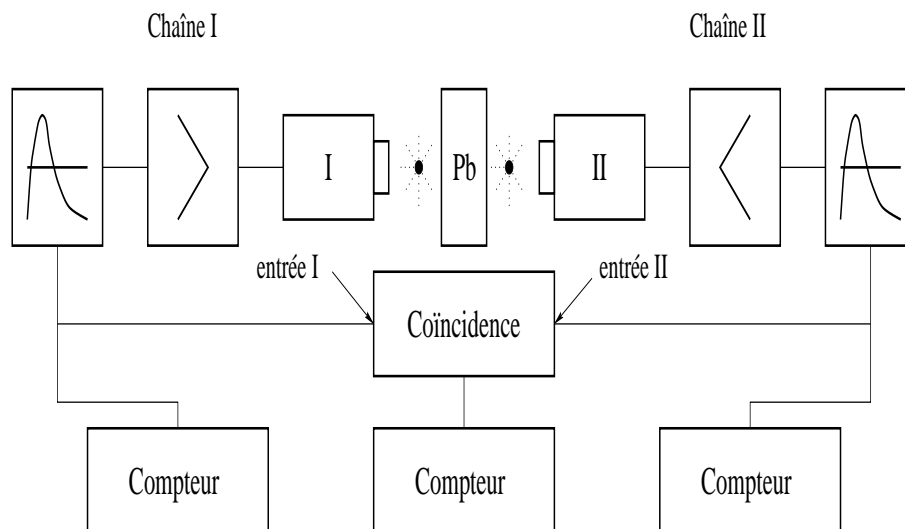 Chaîne I
Chaîne II
I
Pb
II
entrée I
entrée II
Coïncidence
Compteur
Compteur
Compteur